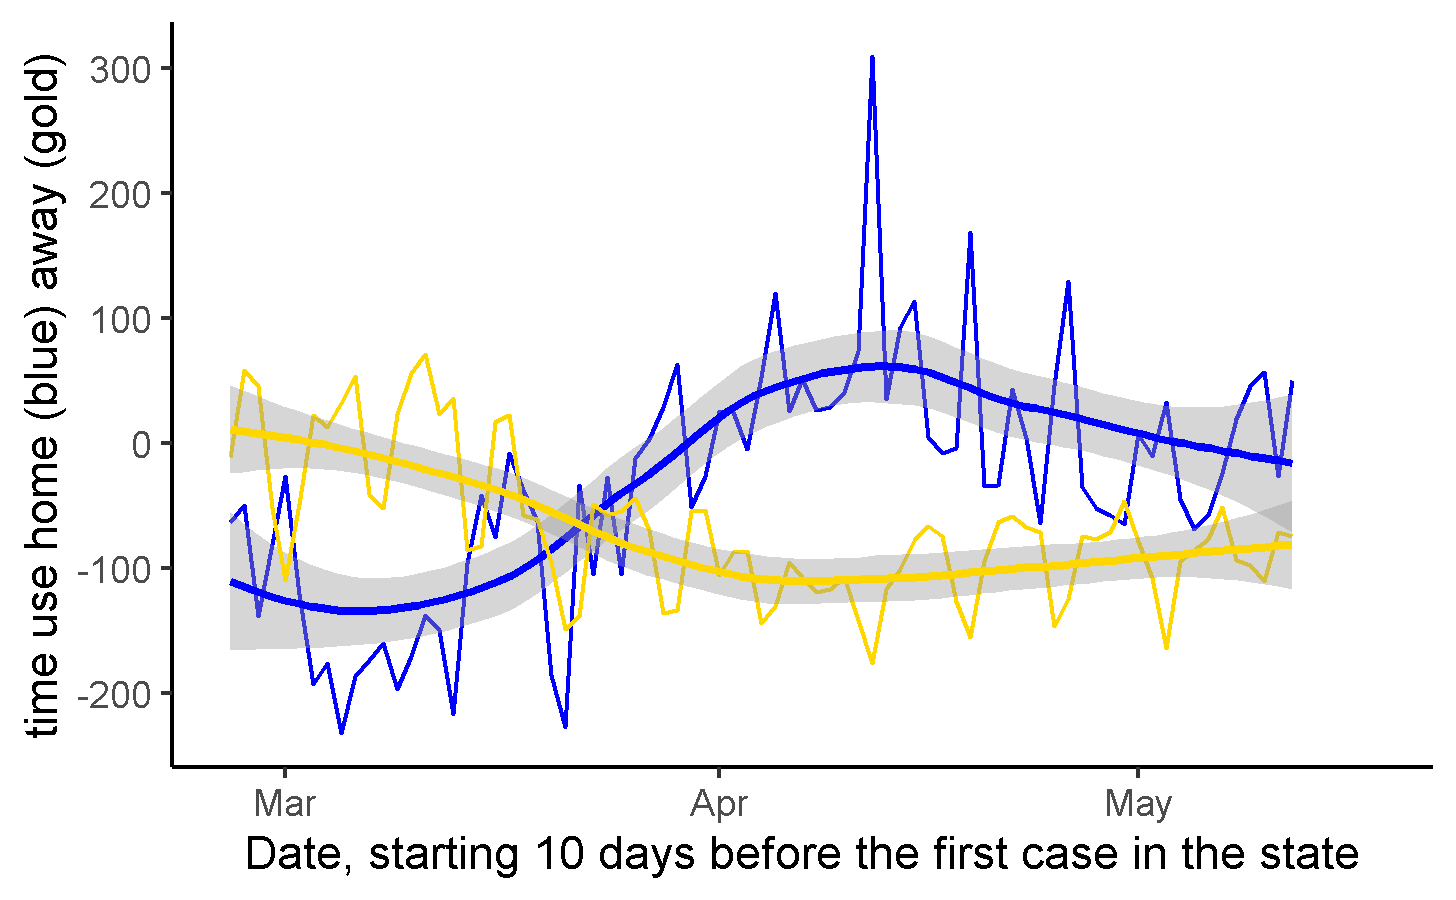 time use home (blue) away (gold)
300
200
100
0
-100
-200
Mar
Apr
May
Date, starting 10 days before the first case in the state